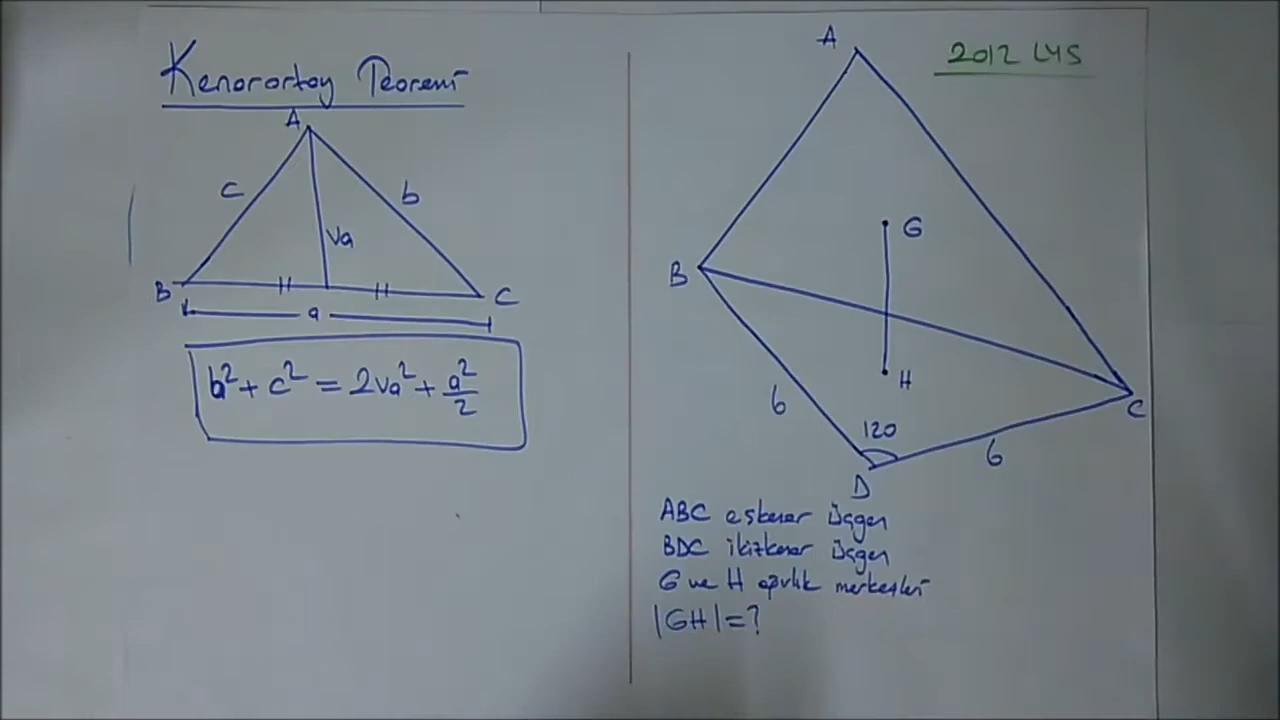 Kenarortay Teoremi
A
c
b
Va
B
C
a
b² + c² = 2Va² + a²/2
2012 LYS
A
G
B
H
C
6
120
6
D
ABC eşkenar üçgen
BDC ikizkenar üçgen
G ve H ağırlık merkezleri
|GH| = ?